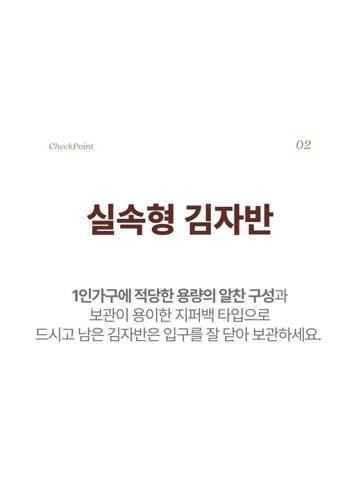 CheckPoint
02
실속형 김자반
1인가구에 적당한 용량의 알찬 구성과
보관이 용이한 지퍼백 타입으로
드시고 남은 김자반은 입구를 잘 닫아 보관하세요.